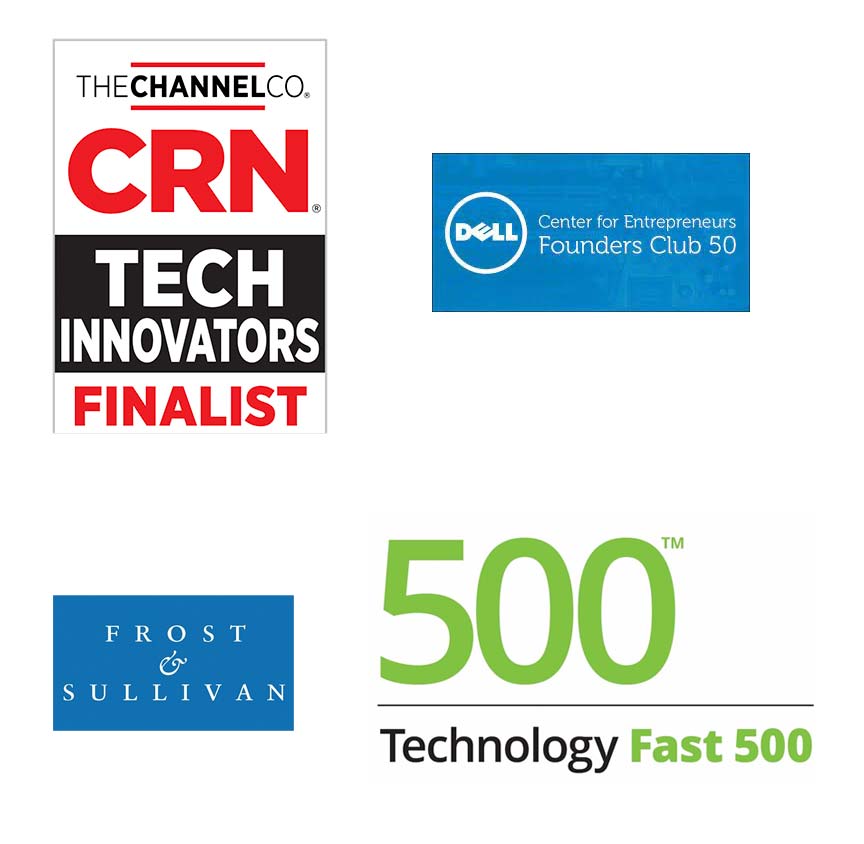 THECHANNELCO.®
CRN®
TECH
INNOVATORS
FINALIST
DELL
Center for Entrepreneurs
Founders Club 50
FROST
&
SULLIVAN
500™
Technology Fast 500